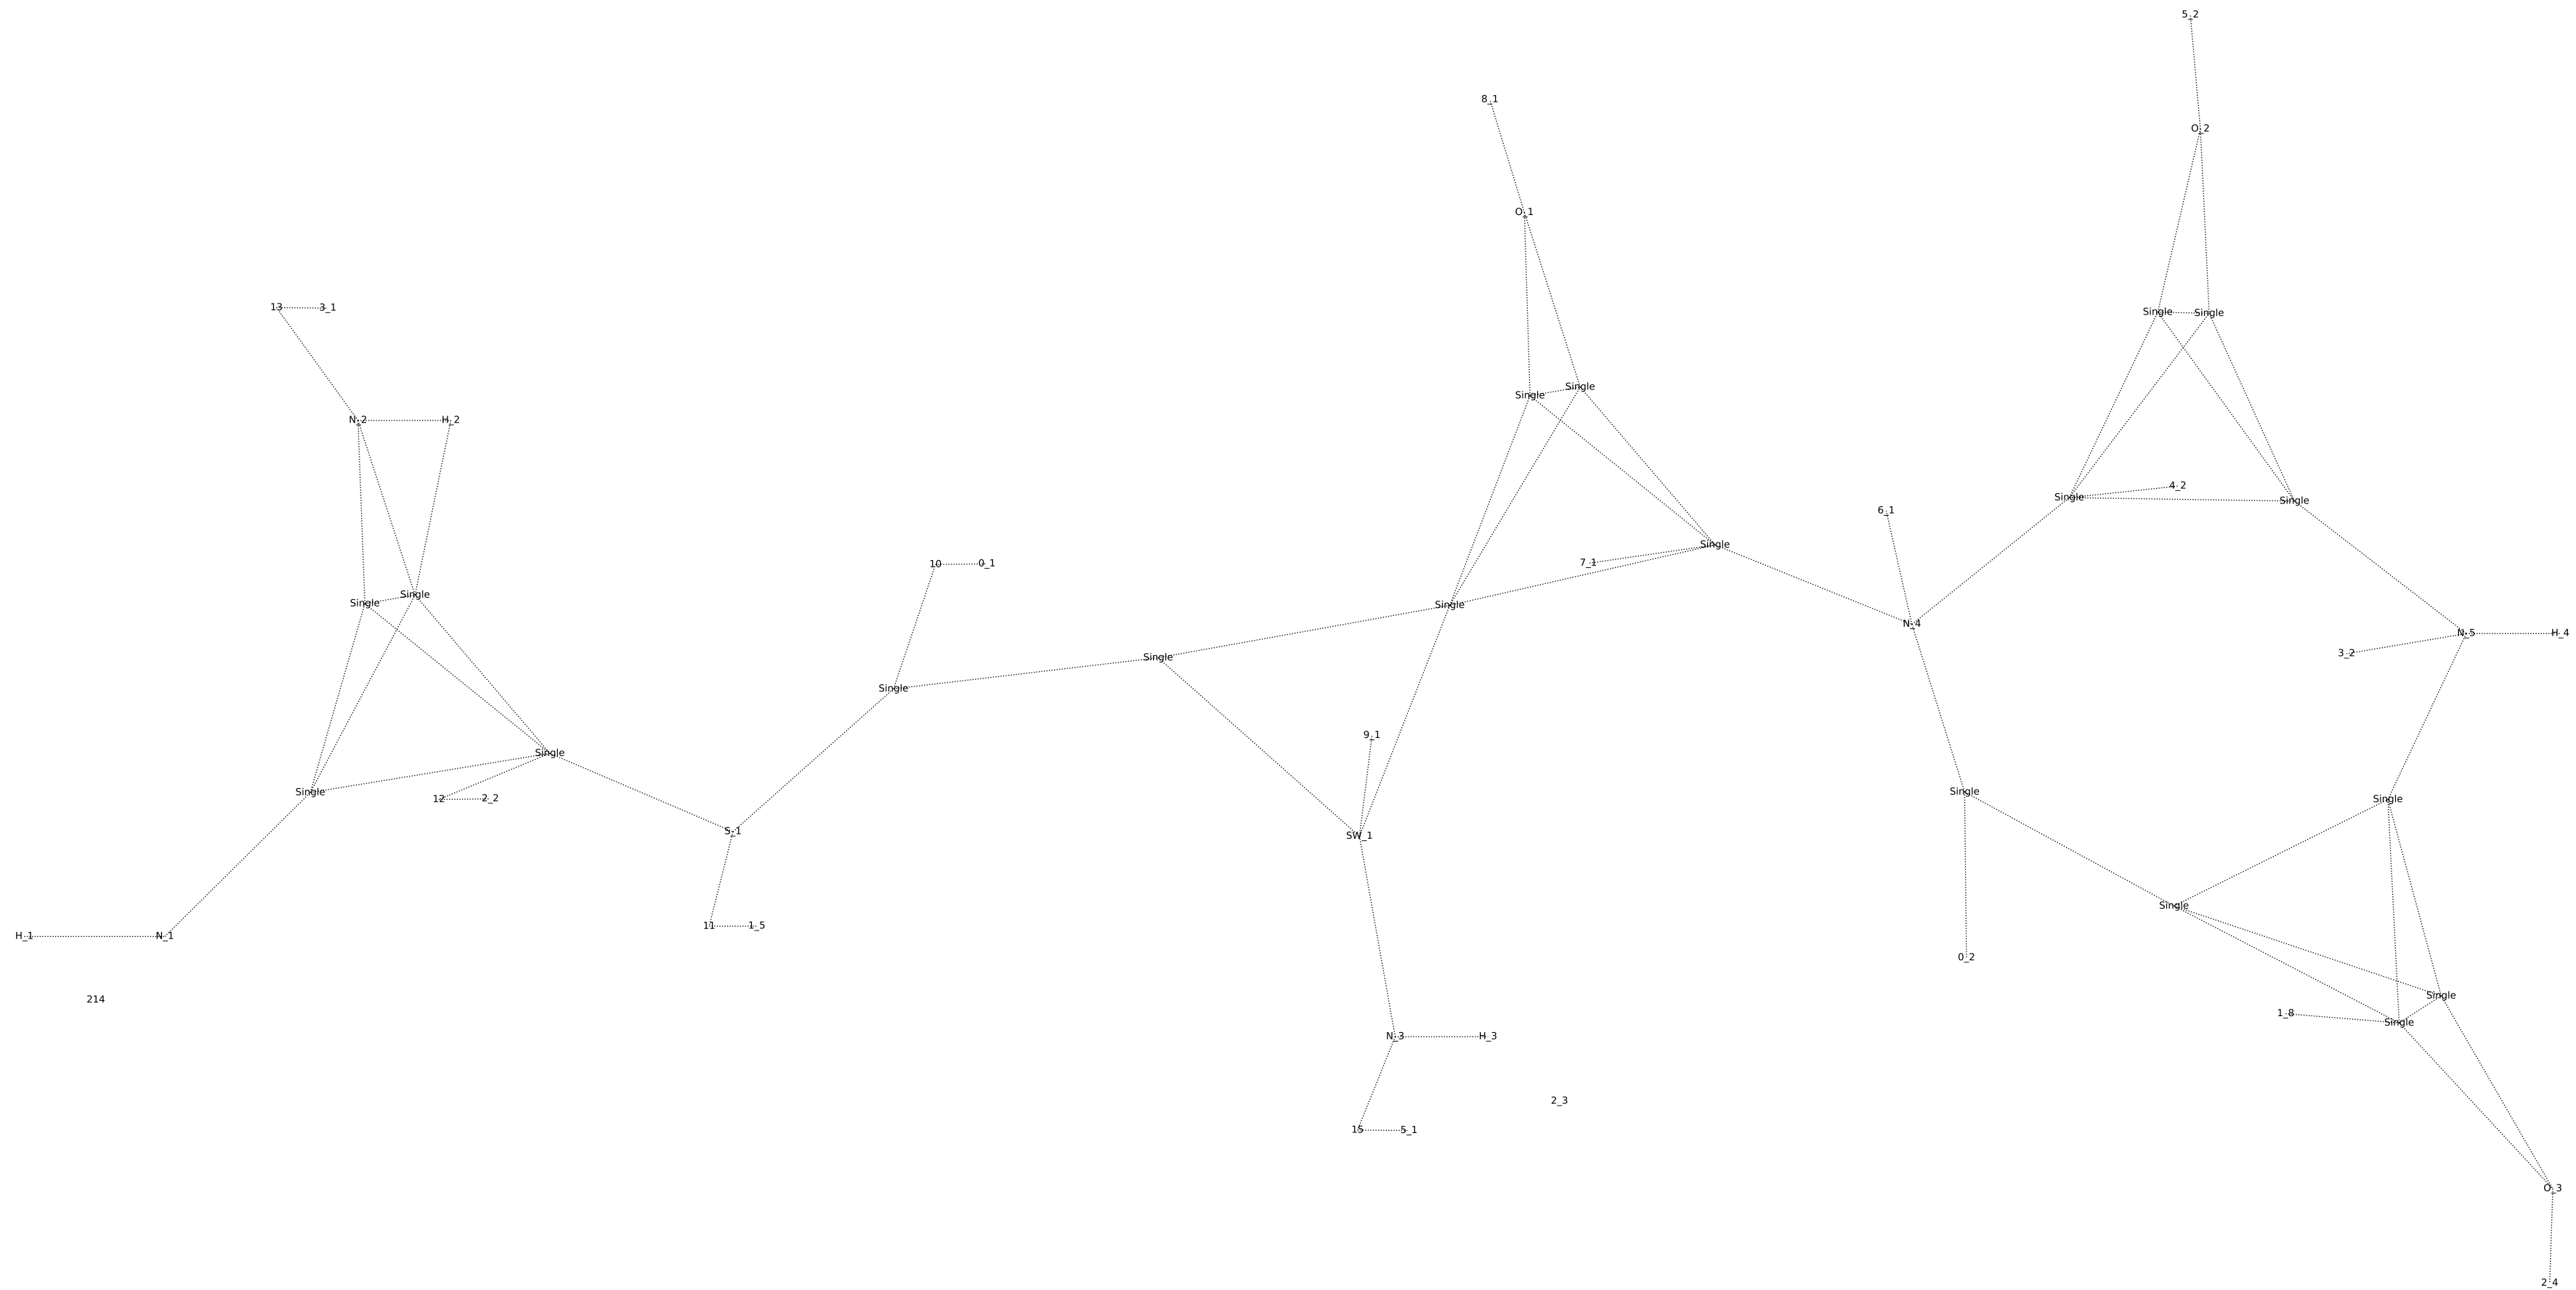 5_2
8_1
O_2
O_1
13 3_1
Single Single
Single Single
N_2 H_2
4_2
Single Single
6_1
Single
10 0_1
7_1
Single Single
Single
N_4
N_5 H_4
3_2
Single
Single
9_1
Single
Single Single
12 2_2
Single
S_1
SW_1
Single
11 1_5
H_1 N_1
0_2
Single
214
1_8
Single
N_3 H_3
2_3
15 5_1
O_3
2_4